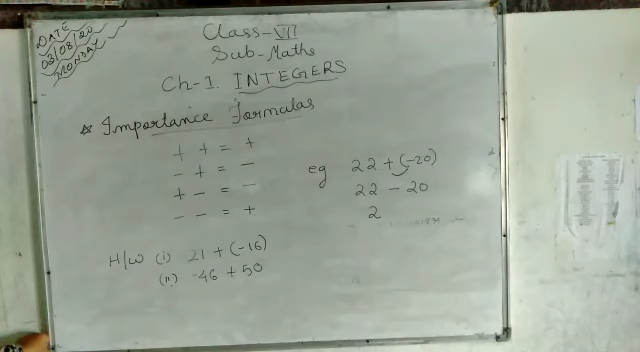 DATE
03/08/20
MONDAY
Class-VII
Sub-Maths
Ch-1. INTEGERS
* Importance Formulas
+ + = +
- + = -
+ - = -
- - = +
eg 22 + (-20)
22 - 20
2
H/W (i) 21 + (-16)
(ii) -46 + 50